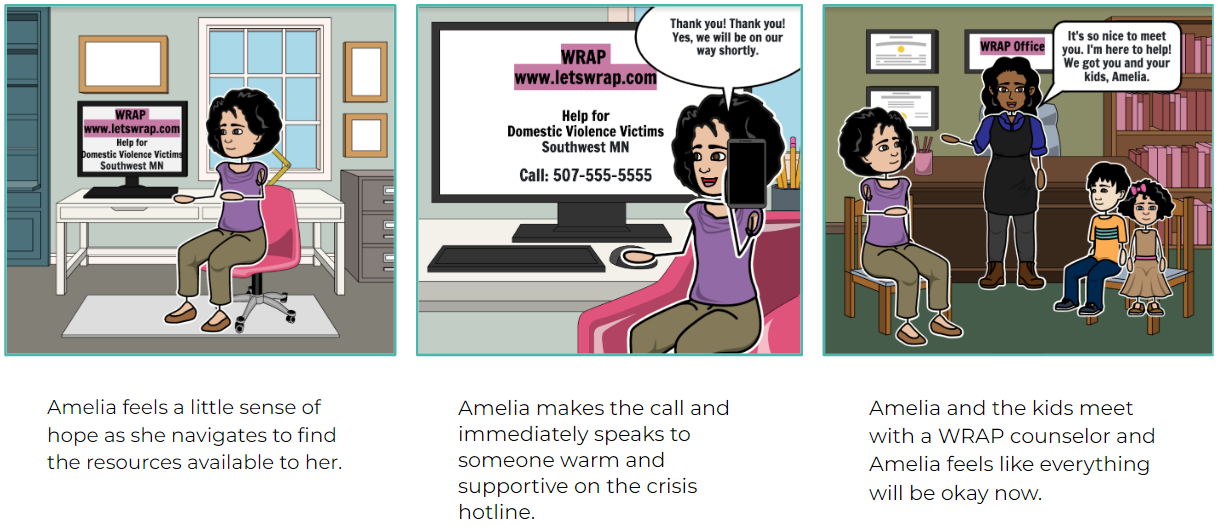 WRAP
www.letswrap.com
Help for
Domestic Violence Victims
Southwest MN
WRAP
www.letswrap.com
Help for
Domestic Violence Victims
Southwest MN
Call: 507-555-5555
Thank you! Thank you!
Yes, we will be on our
way shortly.
WRAP Office
It's so nice to meet
you. I'm here to help!
We got you and your
kids, Amelia.
Amelia feels a little sense of
hope as she navigates to find
the resources available to her.
Amelia makes the call and
immediately speaks to
someone warm and
supportive on the crisis
hotline.
Amelia and the kids meet
with a WRAP counselor and
Amelia feels like everything
will be okay now.